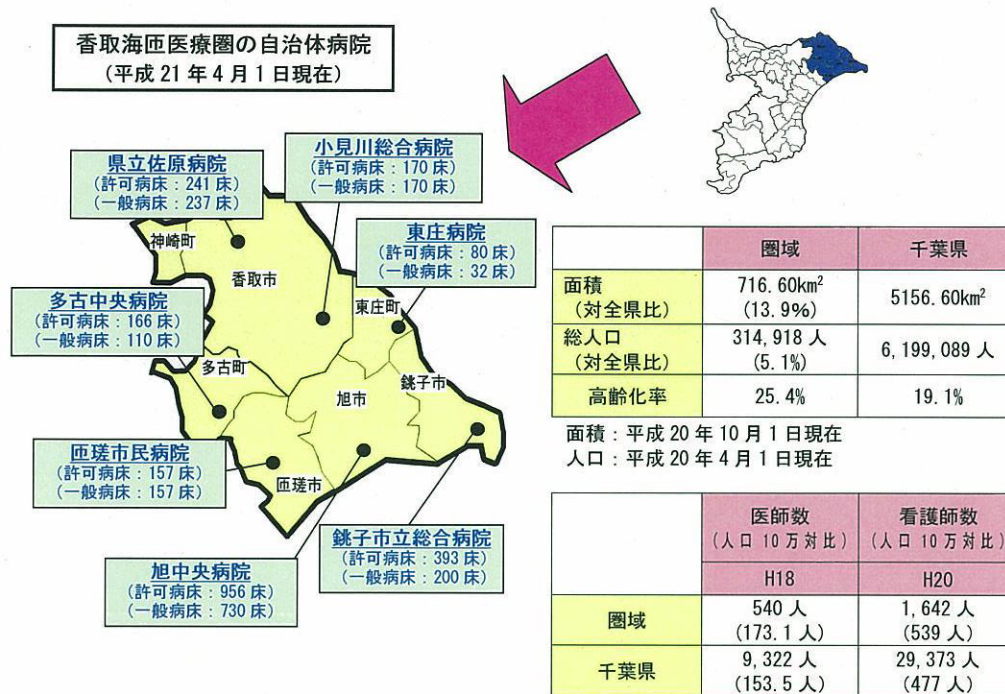 香取海匝医療圏の自治体病院
(平成21年4月1日現在)
県立佐原病院
(許可病床:241床)
(一般病床:237床)
小見川総合病院
(許可病床:170床)
(一般病床:170床)
東庄病院
(許可病床:80床)
(一般病床:32床)
多古中央病院
(許可病床:166床)
(一般病床:110床)
匝瑳市民病院
(許可病床:157床)
(一般病床:157床)
旭中央病院
(許可病床:956床)
(一般病床:730床)
銚子市立総合病院
(許可病床:393床)
(一般病床:200床)
神崎町
香取市
東庄町
多古町
旭市
銚子市
匝瑳市
圏域 千葉県
面積 716.60km² 5156.60km²
(対全県比) (13.9%)
総人口 314,918人 6,199,089人
(対全県比) (5.1%)
高齢化率 25.4% 19.1%
面積:平成20年10月1日現在
人口:平成20年4月1日現在
医師数 看護師数
(人口10万対比) (人口10万対比)
H18 H20
圏域 540人 1,642人
(173.1人) (539人)
千葉県 9,322人 29,373人
(153.5人) (477人)